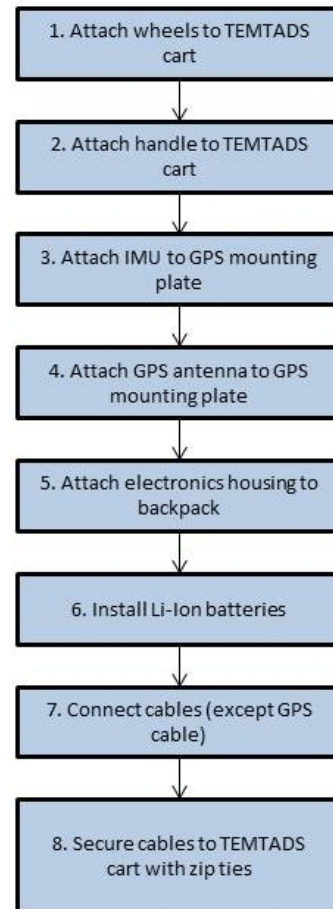 1. Attach wheels to TEMTADS
cart
2. Attach handle to TEMTADS
cart
3. Attach IMU to GPS mounting
plate
4. Attach GPS antenna to GPS
mounting plate
5. Attach electronics housing to
backpack
6. Install Li-Ion batteries
7. Connect cables (except GPS
cable)
8. Secure cables to TEMTADS
cart with zip ties